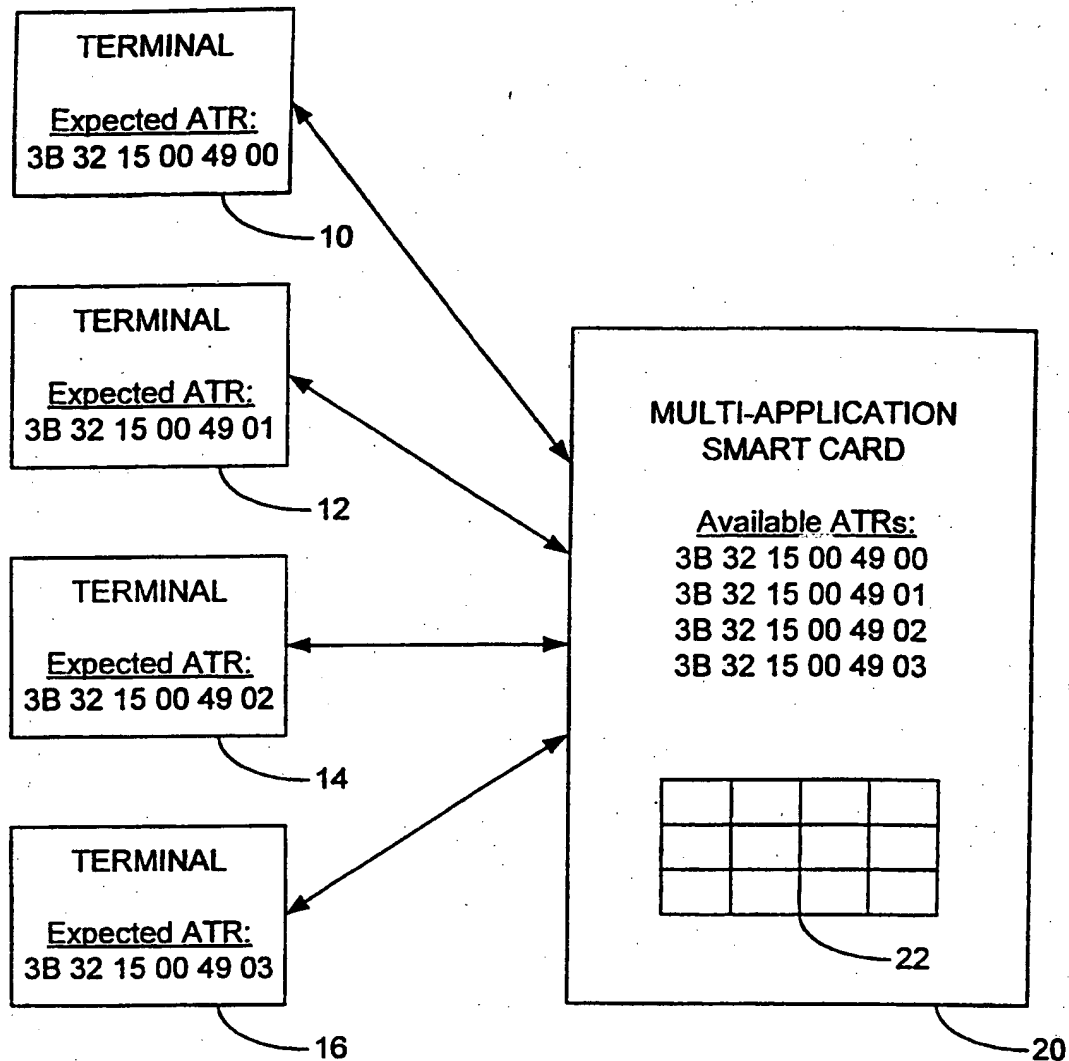 TERMINAL
Expected ATR:
3B 32 15 00 49 00
10
TERMINAL
Expected ATR:
3B 32 15 00 49 01
12
TERMINAL
Expected ATR:
3B 32 15 00 49 02
14
TERMINAL
Expected ATR:
3B 32 15 00 49 03
16
MULTI-APPLICATION
SMART CARD
Available ATRs:
3B 32 15 00 49 00
3B 32 15 00 49 01
3B 32 15 00 49 02
3B 32 15 00 49 03
22
20